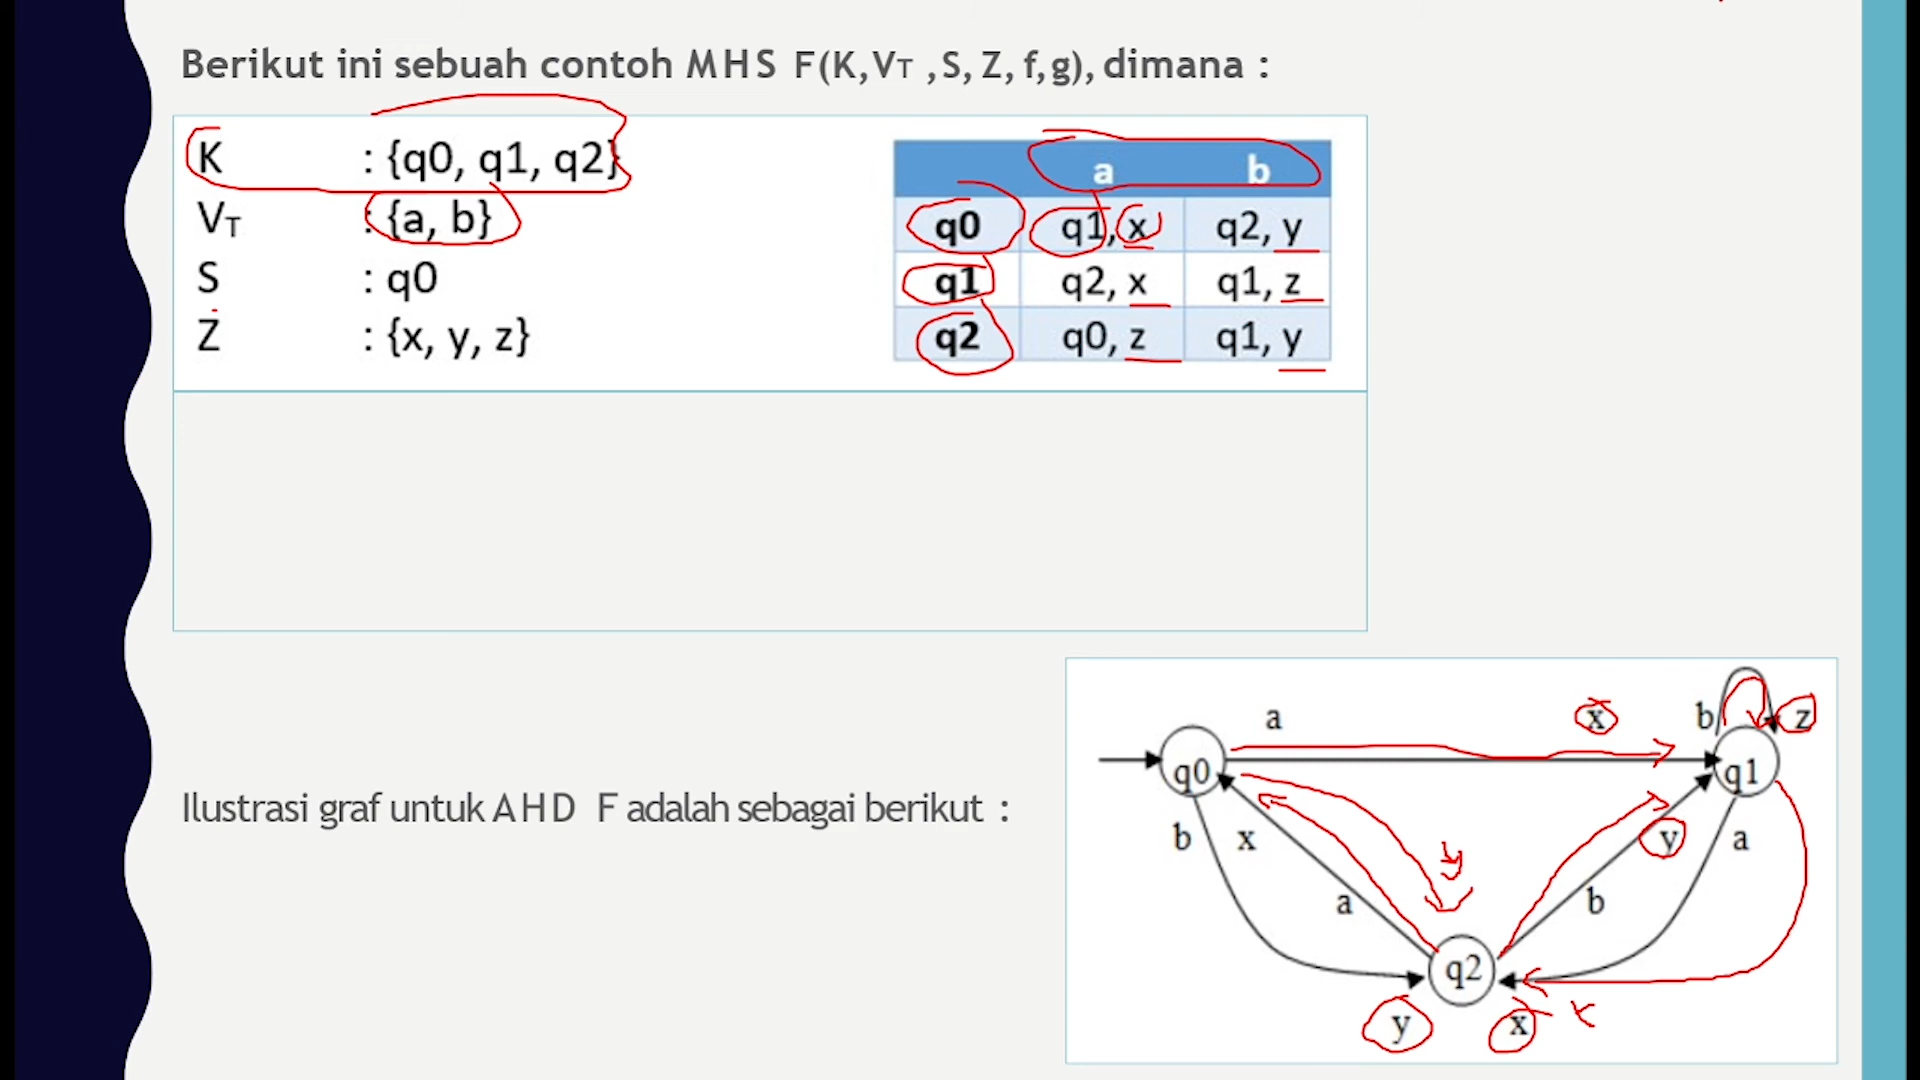 Berikut ini sebuah contoh MHS F(K,VT ,S, Z, f,g), dimana :
K : {q0, q1, q2}
VT : {a, b}
S : q0
Z : {x, y, z}
a b
q0 q1, x q2, y
q1 q2, x q1, z
q2 q0, z q1, y
Ilustrasi graf untuk AHD F adalah sebagai berikut :
a x b z
q0 q1
b x y y a
a b
q2
y x x